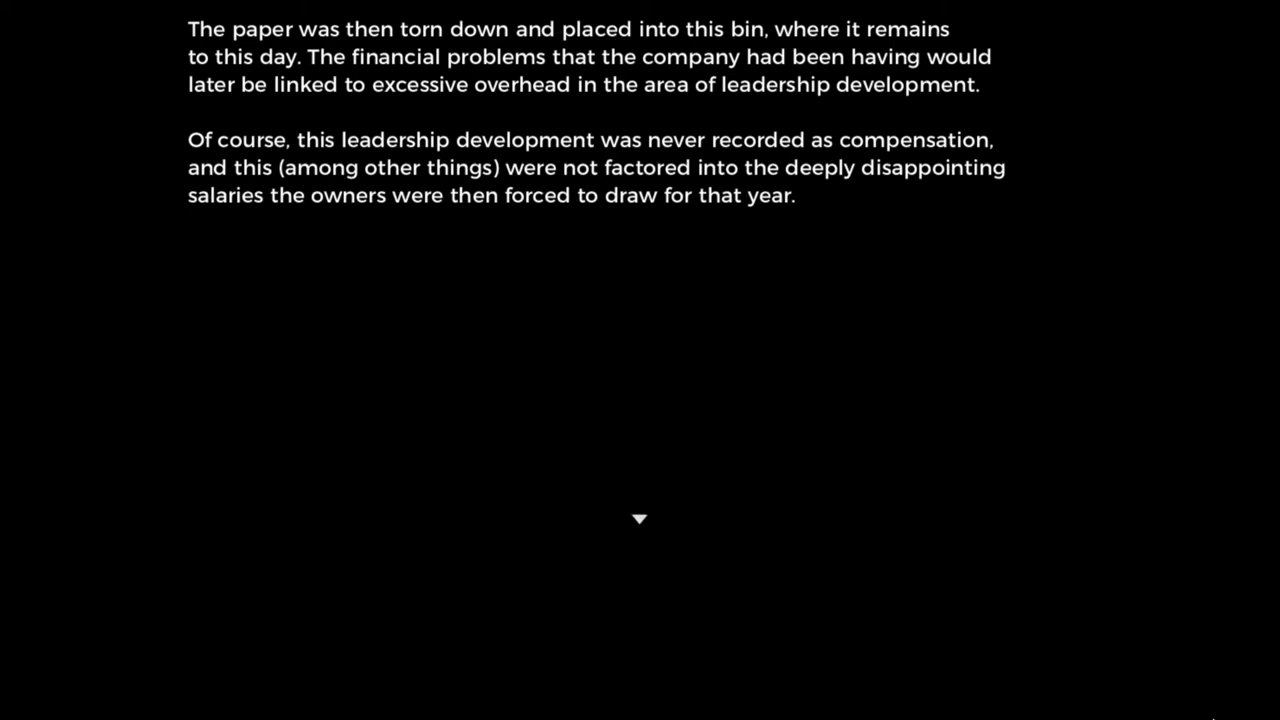 The paper was then torn down and placed into this bin, where it remains
to this day. The financial problems that the company had been having would
later be linked to excessive overhead in the area of leadership development.
Of course, this leadership development was never recorded as compensation,
and this (among other things) were not factored into the deeply disappointing
salaries the owners were then forced to draw for that year.